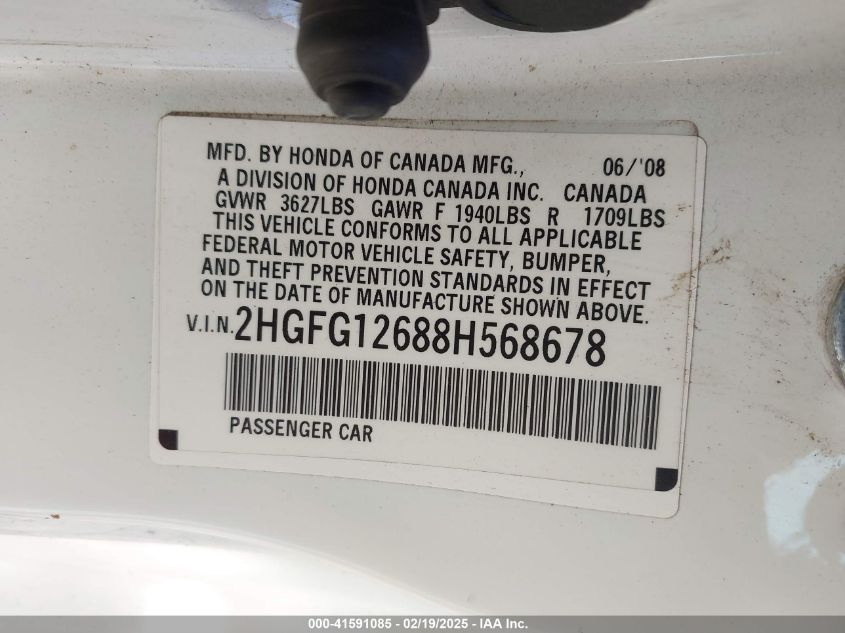 MFD. BY HONDA OF CANADA MFG., 06/'08
A DIVISION OF HONDA CANADA INC. CANADA
GVWR 3627LBS GAWR F 1940LBS R 1709LBS
THIS VEHICLE CONFORMS TO ALL APPLICABLE
FEDERAL MOTOR VEHICLE SAFETY, BUMPER,
AND THEFT PREVENTION STANDARDS IN EFFECT
ON THE DATE OF MANUFACTURE SHOWN ABOVE.
V.I.N. 2HGFG12688H568678
PASSENGER CAR
000-41591085 - 02/19/2025 - IAA Inc.